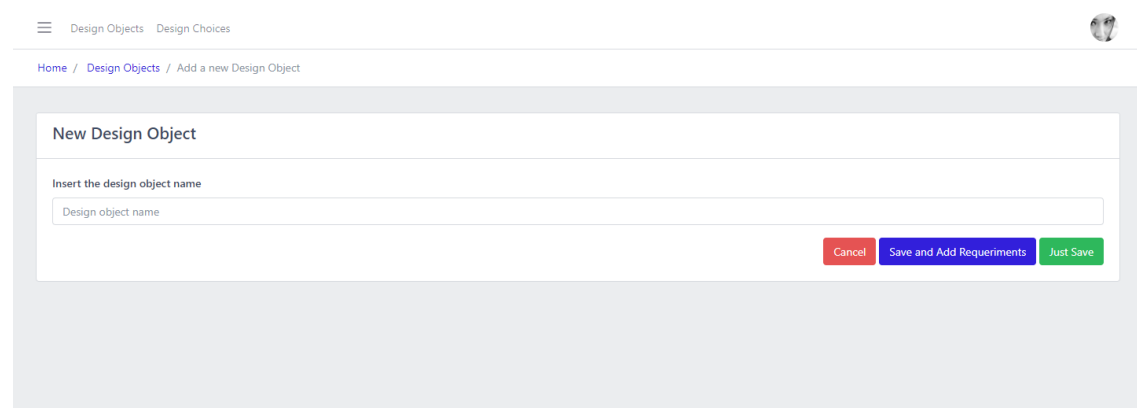 Design Objects Design Choices
Home / Design Objects / Add a new Design Object
New Design Object
Insert the design object name
Design object name
Cancel Save and Add Requeriments Just Save